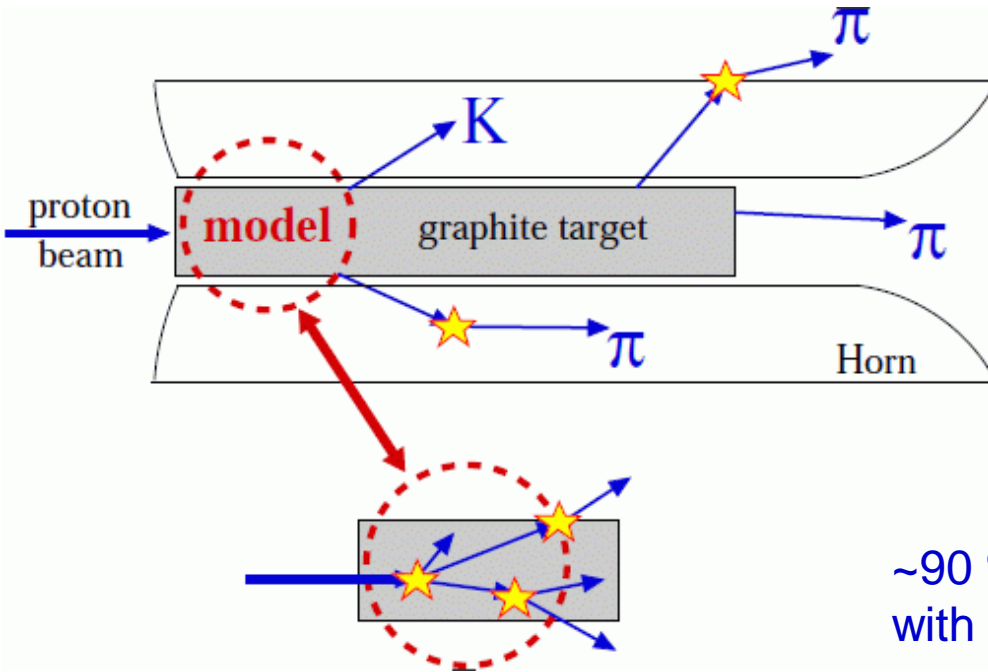 π
K
proton
beam
model
graphite target
π
π
Horn
~90
with